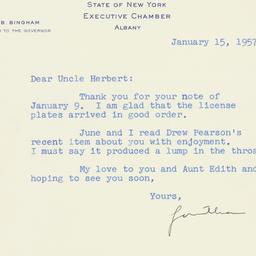 STATE OF NEW YORK
EXECUTIVE CHAMBER
ALBANY
B. BINGHAM
TO THE GOVERNOR
January 15, 1957
Dear Uncle Herbert:
Thank you for your note of
January 9. I am glad that the license
plates arrived in good order.
June and I read Drew Pearson's
recent item about you with enjoyment.
I must say it produced a lump in the throa
My love to you and Aunt Edith and
hoping to see you soon,
Yours,
Jonathan